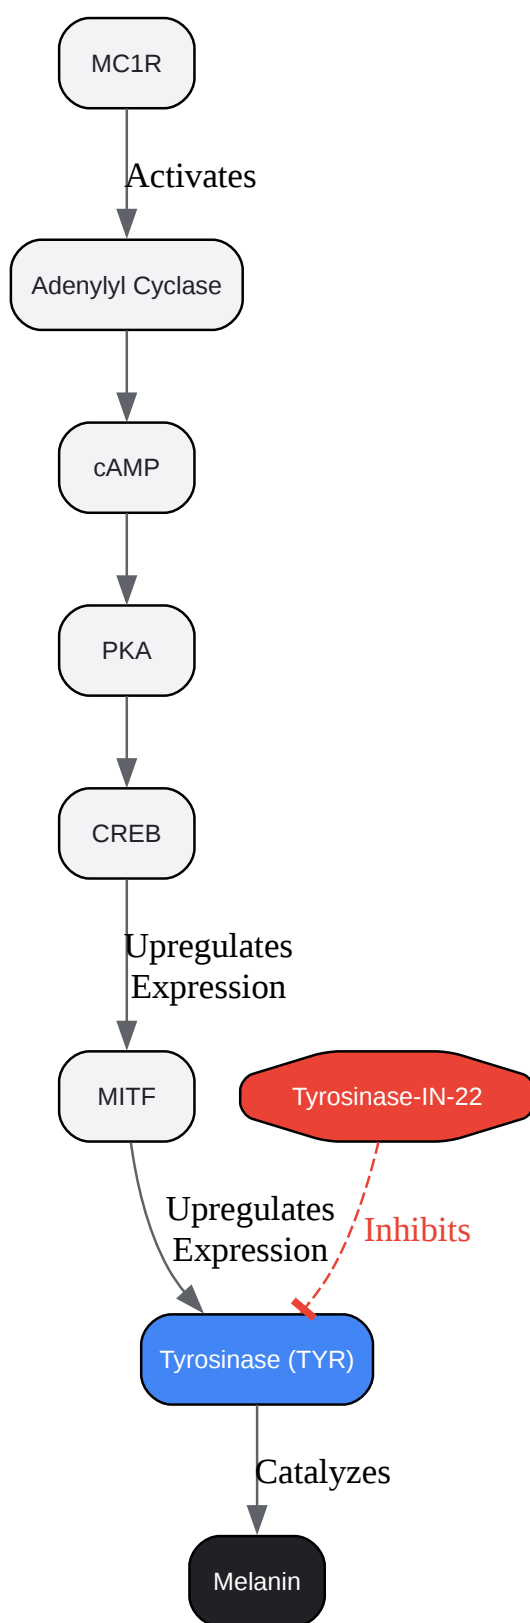 MC1R
Activates
Adenylyl Cyclase
cAMP
PKA
CREB
Upregulates
Expression
MITF
Tyrosinase-IN-22
Upregulates
Expression
Inhibits
Tyrosinase (TYR)
Catalyzes
Melanin